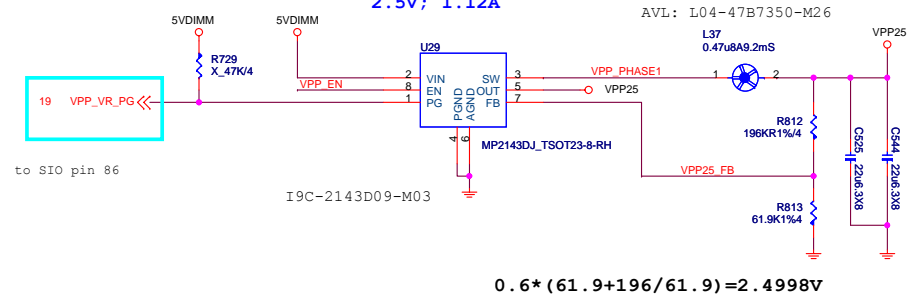 2.5V; 1.12A
AVL: L04-47B7350-M26
5VDIMM
5VDIMM
VPP25
L37
0.47u8A9.2mS
R729
X_47K/4
U29
VPP_EN
2 VIN
8 EN
1 PG
SW 3
OUT 5
FB 7
PGND
AGND
4
6
VPP_PHASE1
1
2
VPP25
19 VPP_VR_PG
MP2143DJ_TSOT23-8-RH
R812
196KR1%/4
C525
22u6.3X8
C544
22u6.3X8
VPP25_FB
to SIO pin 86
I9C-2143D09-M03
R813
61.9K1%4
0.6*(61.9+196/61.9)=2.4998V